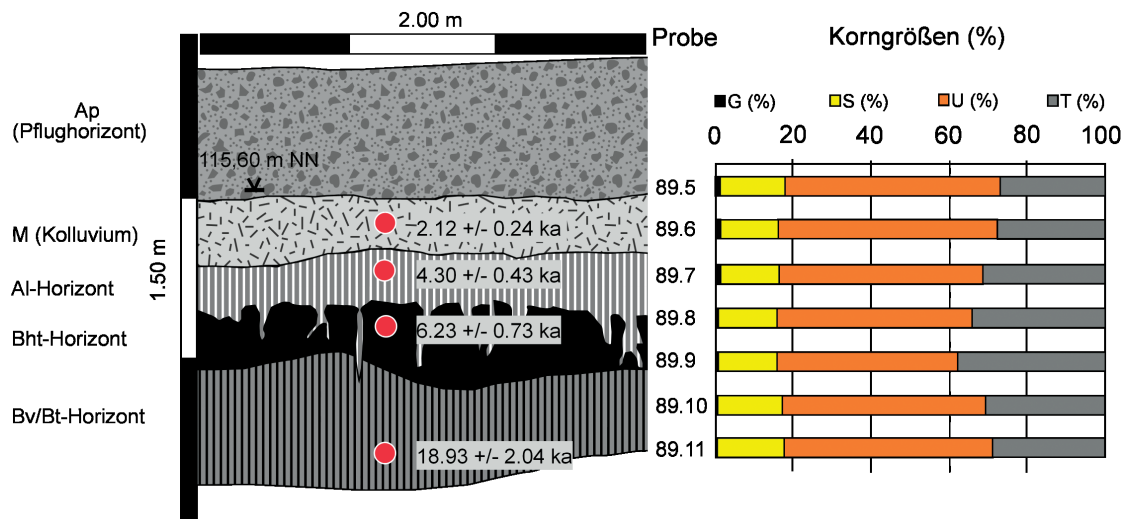 2.00 m
Probe
Korngrößen (%)
G (%)
S (%)
U (%)
T (%)
0
20
40
60
80
100
Ap
(Pflughorizont)
115,60 m NN
M (Kolluvium)
1.50 m
Al-Horizont
Bht-Horizont
Bv/Bt-Horizont
2.12 +/- 0.24 ka
4.30 +/- 0.43 ka
6.23 +/- 0.73 ka
18.93 +/- 2.04 ka
89.5
89.6
89.7
89.8
89.9
89.10
89.11